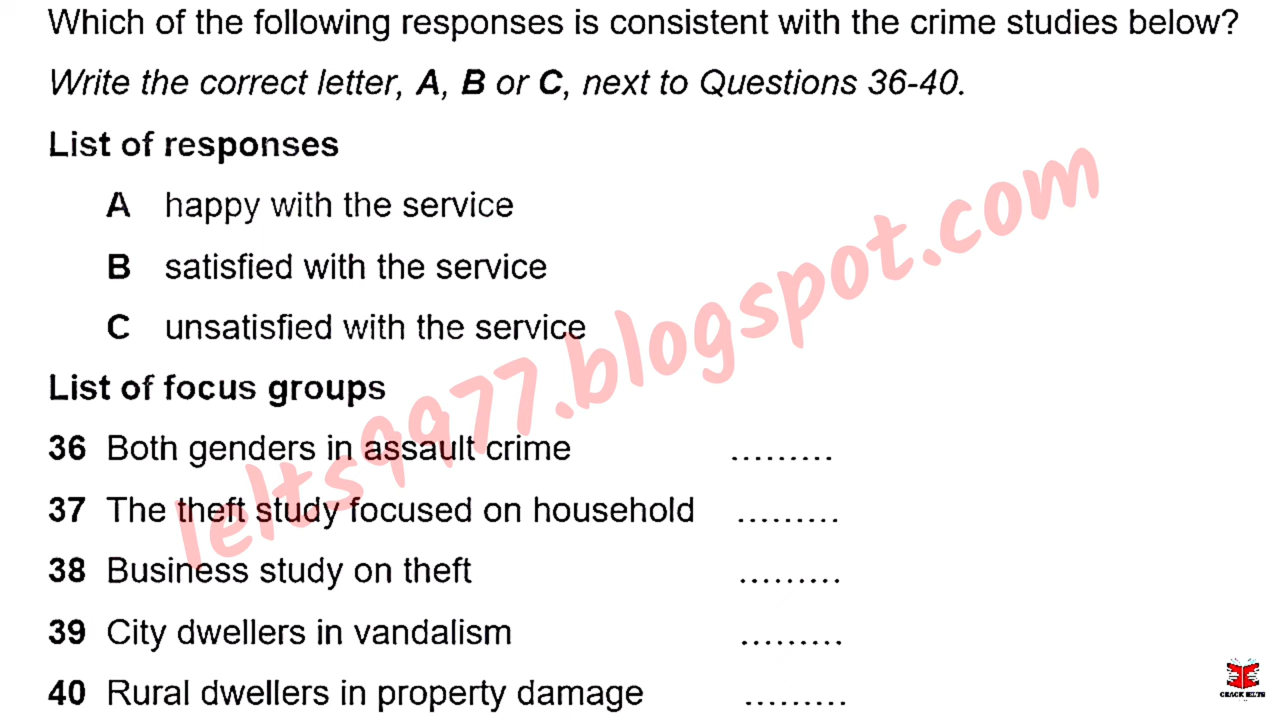 Which of the following responses is consistent with the crime studies below?
Write the correct letter, A, B or C, next to Questions 36-40.
List of responses
A happy with the service
B satisfied with the service
C unsatisfied with the service
List of focus groups
36 Both genders in assault crime ………
37 The theft study focused on household ………
38 Business study on theft ………
39 City dwellers in vandalism ………
40 Rural dwellers in property damage ………
Ielts9977.blogspot.com
CRACK IELTS